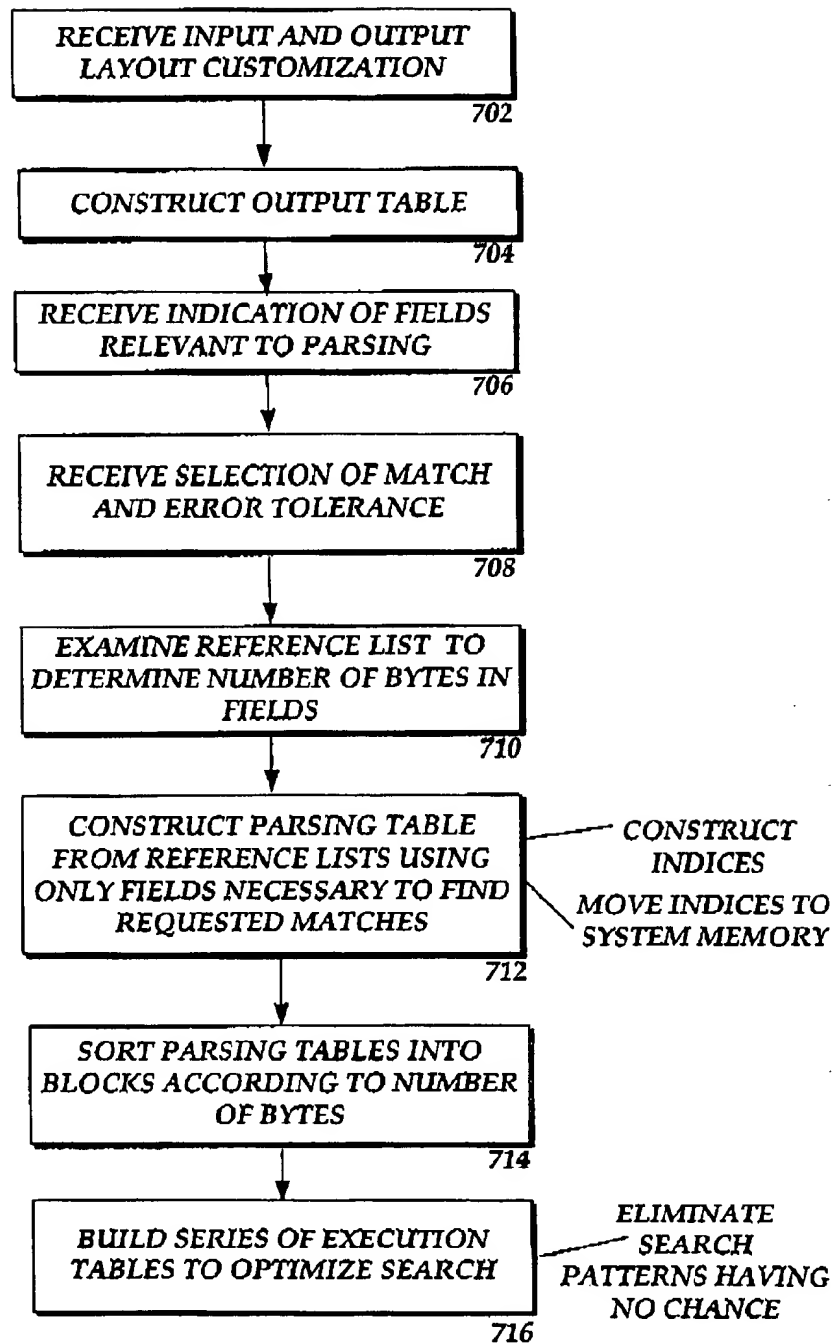 RECEIVE INPUT AND OUTPUT
LAYOUT CUSTOMIZATION
702
CONSTRUCT OUTPUT TABLE
704
RECEIVE INDICATION OF FIELDS
RELEVANT TO PARSING
706
RECEIVE SELECTION OF MATCH
AND ERROR TOLERANCE
708
EXAMINE REFERENCE LIST TO
DETERMINE NUMBER OF BYTES IN
FIELDS
710
CONSTRUCT PARSING TABLE
FROM REFERENCE LISTS USING
ONLY FIELDS NECESSARY TO FIND
REQUESTED MATCHES
712
CONSTRUCT
INDICES
MOVE INDICES TO
SYSTEM MEMORY
SORT PARSING TABLES INTO
BLOCKS ACCORDING TO NUMBER
OF BYTES
714
BUILD SERIES OF EXECUTION
TABLES TO OPTIMIZE SEARCH
716
ELIMINATE
SEARCH
PATTERNS HAVING
NO CHANCE